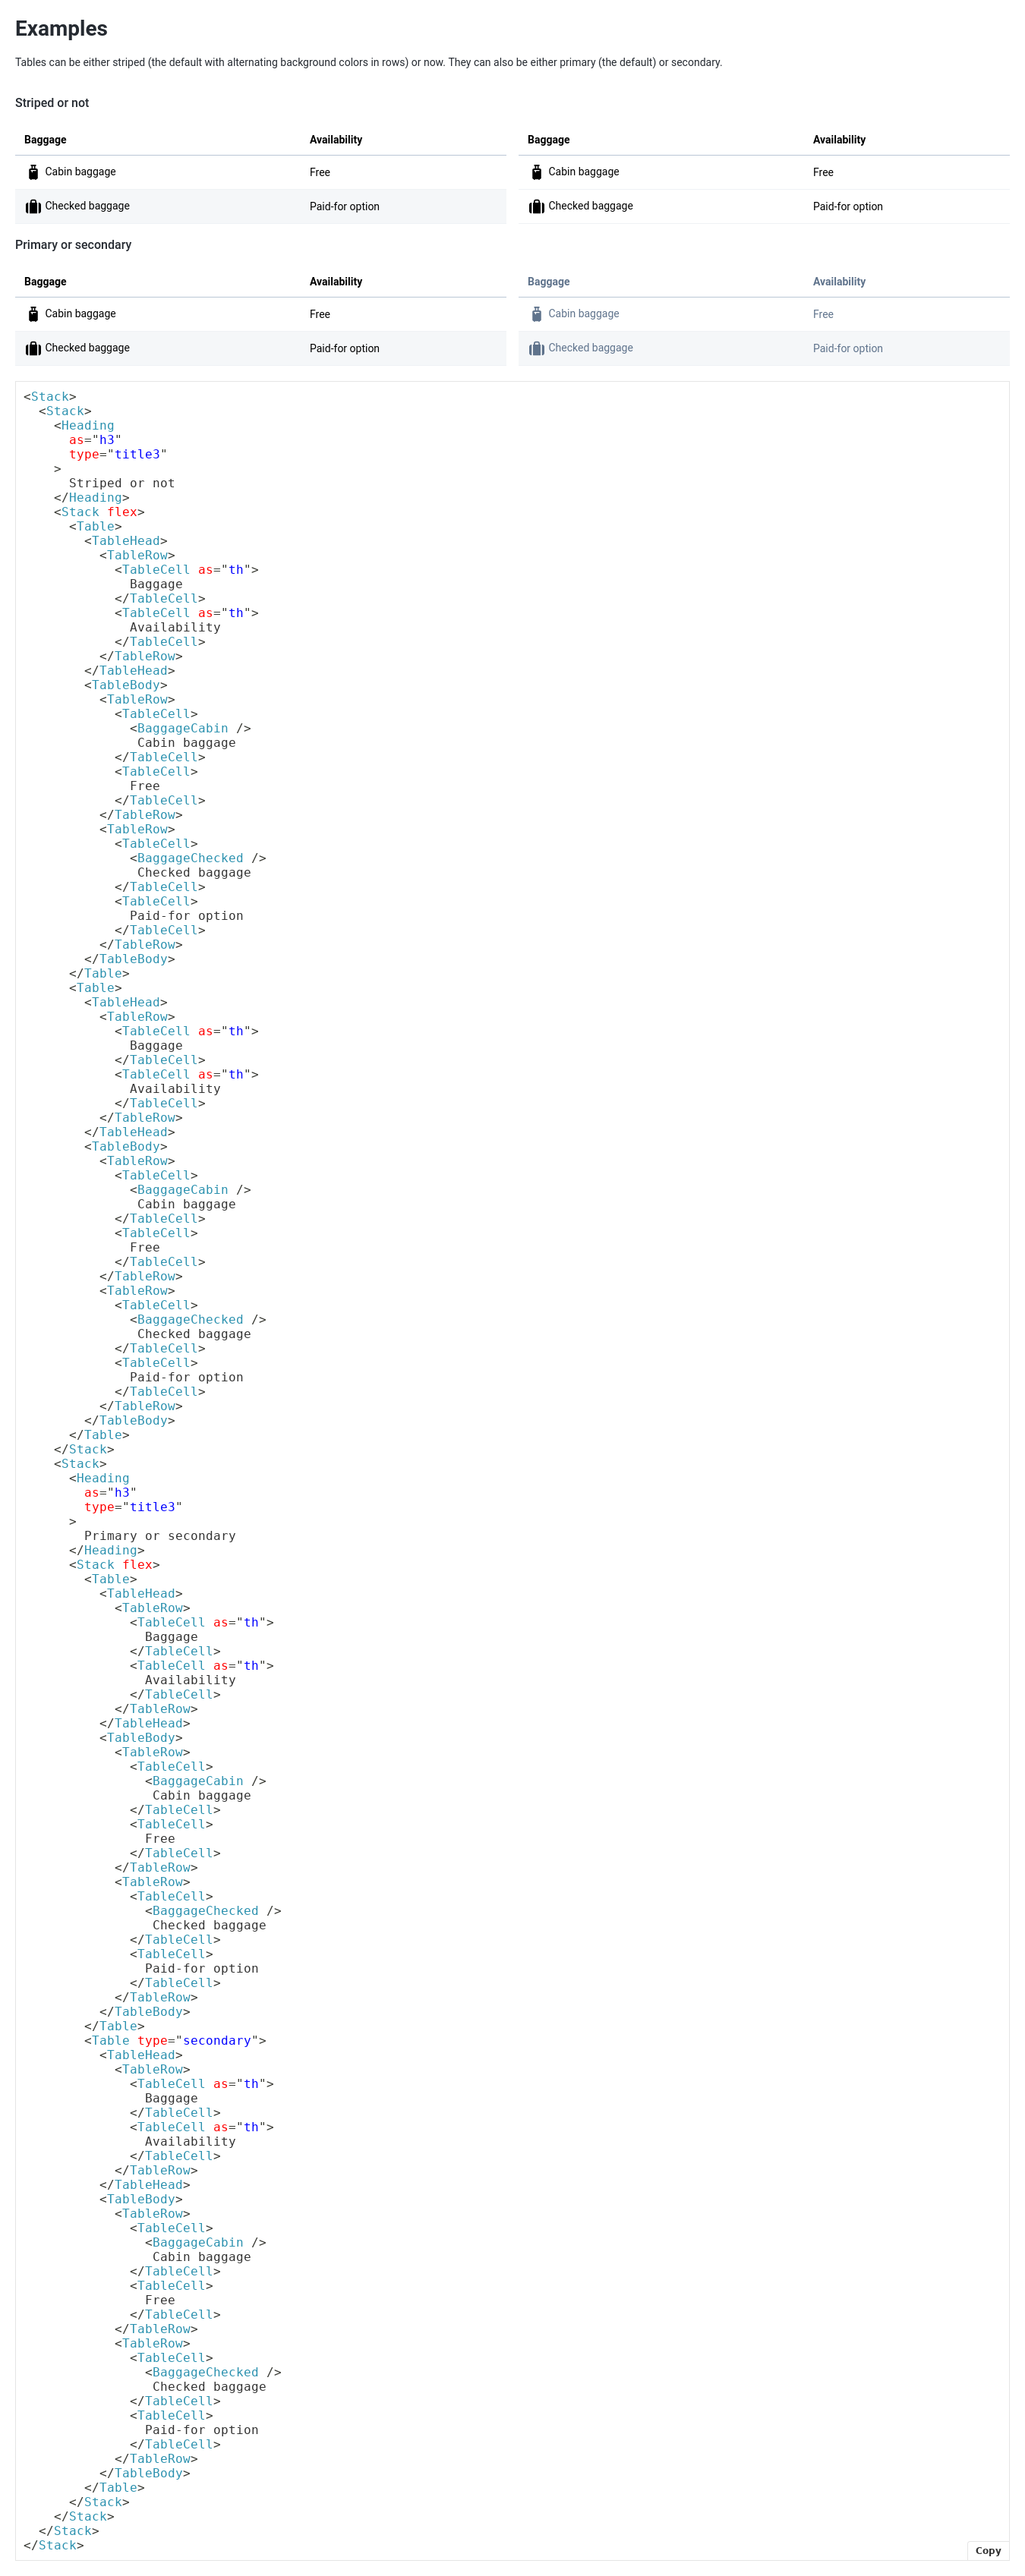 Examples
Tables can be either striped (the default with alternating background colors in rows) or now. They can also be either primary (the default) or secondary.
Striped or not
Baggage Availability Baggage Availability
Cabin baggage Free Cabin baggage Free
Checked baggage Paid-for option Checked baggage Paid-for option
Primary or secondary
Baggage Availability Baggage Availability
Cabin baggage Free Cabin baggage Free
Checked baggage Paid-for option Checked baggage Paid-for option
<Stack>
  <Stack>
    <Heading
      as="h3"
      type="title3"
    >
      Striped or not
    </Heading>
    <Stack flex>
      <Table>
        <TableHead>
          <TableRow>
            <TableCell as="th">
              Baggage
            </TableCell>
            <TableCell as="th">
              Availability
            </TableCell>
          </TableRow>
        </TableHead>
        <TableBody>
          <TableRow>
            <TableCell>
              <BaggageCabin />
               Cabin baggage
            </TableCell>
            <TableCell>
              Free
            </TableCell>
          </TableRow>
          <TableRow>
            <TableCell>
              <BaggageChecked />
               Checked baggage
            </TableCell>
            <TableCell>
              Paid-for option
            </TableCell>
          </TableRow>
        </TableBody>
      </Table>
      <Table>
        <TableHead>
          <TableRow>
            <TableCell as="th">
              Baggage
            </TableCell>
            <TableCell as="th">
              Availability
            </TableCell>
          </TableRow>
        </TableHead>
        <TableBody>
          <TableRow>
            <TableCell>
              <BaggageCabin />
               Cabin baggage
            </TableCell>
            <TableCell>
              Free
            </TableCell>
          </TableRow>
          <TableRow>
            <TableCell>
              <BaggageChecked />
               Checked baggage
            </TableCell>
            <TableCell>
              Paid-for option
            </TableCell>
          </TableRow>
        </TableBody>
      </Table>
    </Stack>
    <Stack>
      <Heading
        as="h3"
        type="title3"
      >
        Primary or secondary
      </Heading>
      <Stack flex>
        <Table>
          <TableHead>
            <TableRow>
              <TableCell as="th">
                Baggage
              </TableCell>
              <TableCell as="th">
                Availability
              </TableCell>
            </TableRow>
          </TableHead>
          <TableBody>
            <TableRow>
              <TableCell>
                <BaggageCabin />
                 Cabin baggage
              </TableCell>
              <TableCell>
                Free
              </TableCell>
            </TableRow>
            <TableRow>
              <TableCell>
                <BaggageChecked />
                 Checked baggage
              </TableCell>
              <TableCell>
                Paid-for option
              </TableCell>
            </TableRow>
          </TableBody>
        </Table>
        <Table type="secondary">
          <TableHead>
            <TableRow>
              <TableCell as="th">
                Baggage
              </TableCell>
              <TableCell as="th">
                Availability
              </TableCell>
            </TableRow>
          </TableHead>
          <TableBody>
            <TableRow>
              <TableCell>
                <BaggageCabin />
                 Cabin baggage
              </TableCell>
              <TableCell>
                Free
              </TableCell>
            </TableRow>
            <TableRow>
              <TableCell>
                <BaggageChecked />
                 Checked baggage
              </TableCell>
              <TableCell>
                Paid-for option
              </TableCell>
            </TableRow>
          </TableBody>
        </Table>
      </Stack>
    </Stack>
  </Stack>
</Stack>
Copy